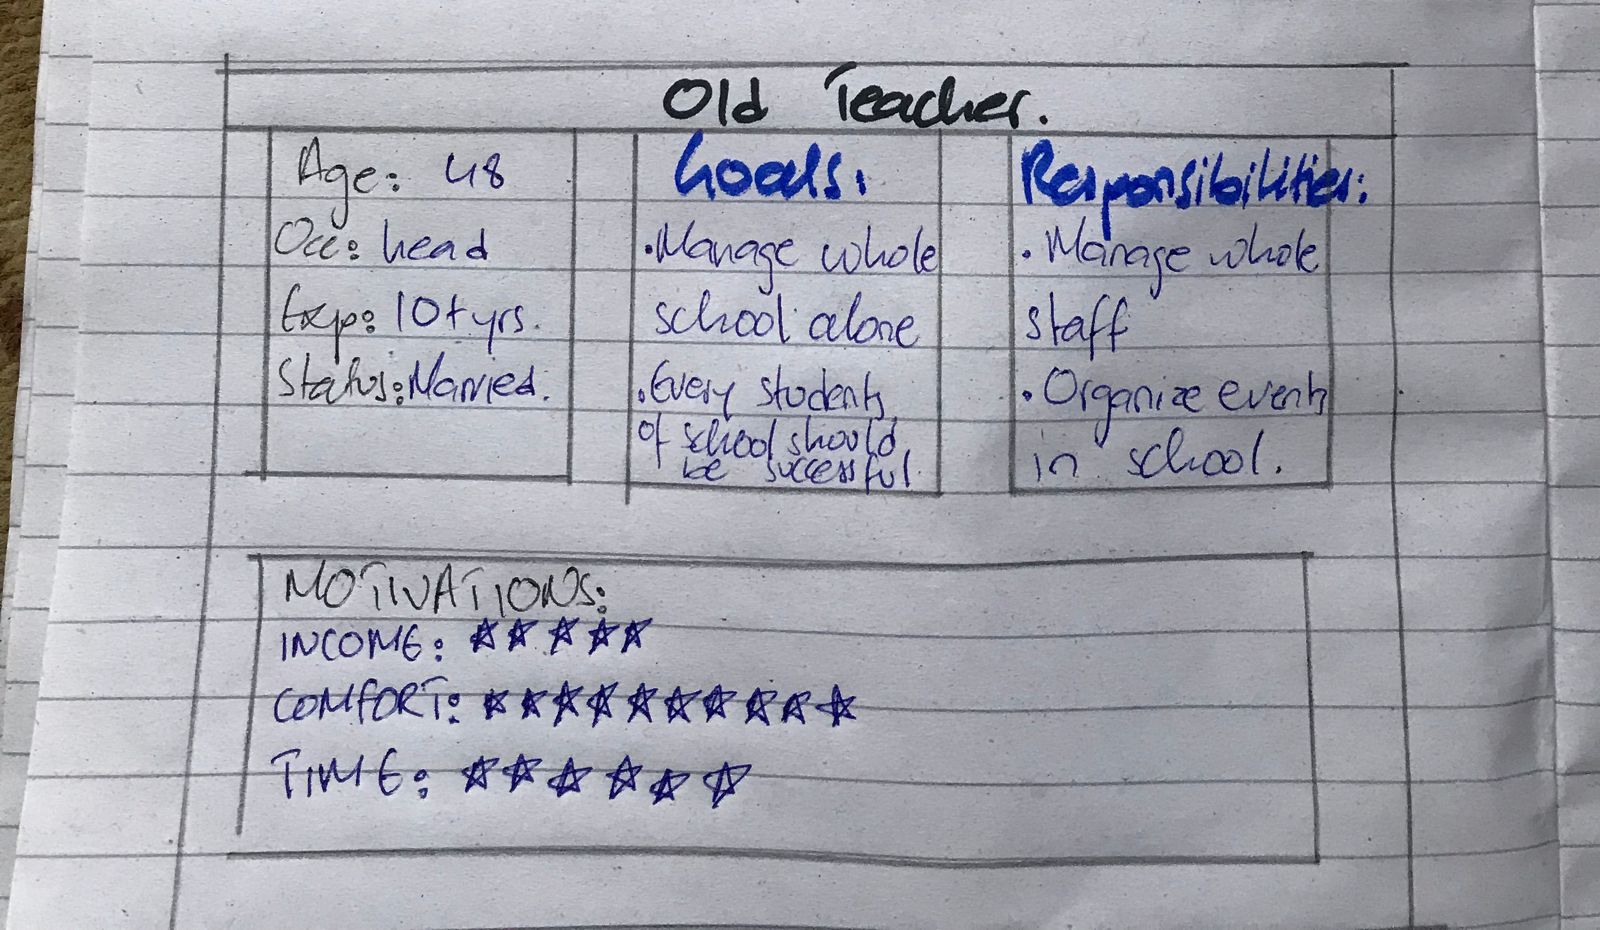 Old Teacher.
Age: 48
Occ: head
Exp: 10+ yrs.
Status: Married.
Goals:
• Manage whole
school alone
• Every students
of school should
be successful
Responsibilities:
• Manage whole
staff
• Organize events
in school.
MOTIVATIONS:
INCOME: ☆☆☆☆☆
COMFORT: ☆☆☆☆☆☆☆☆☆☆
TIME: ☆☆☆☆☆☆